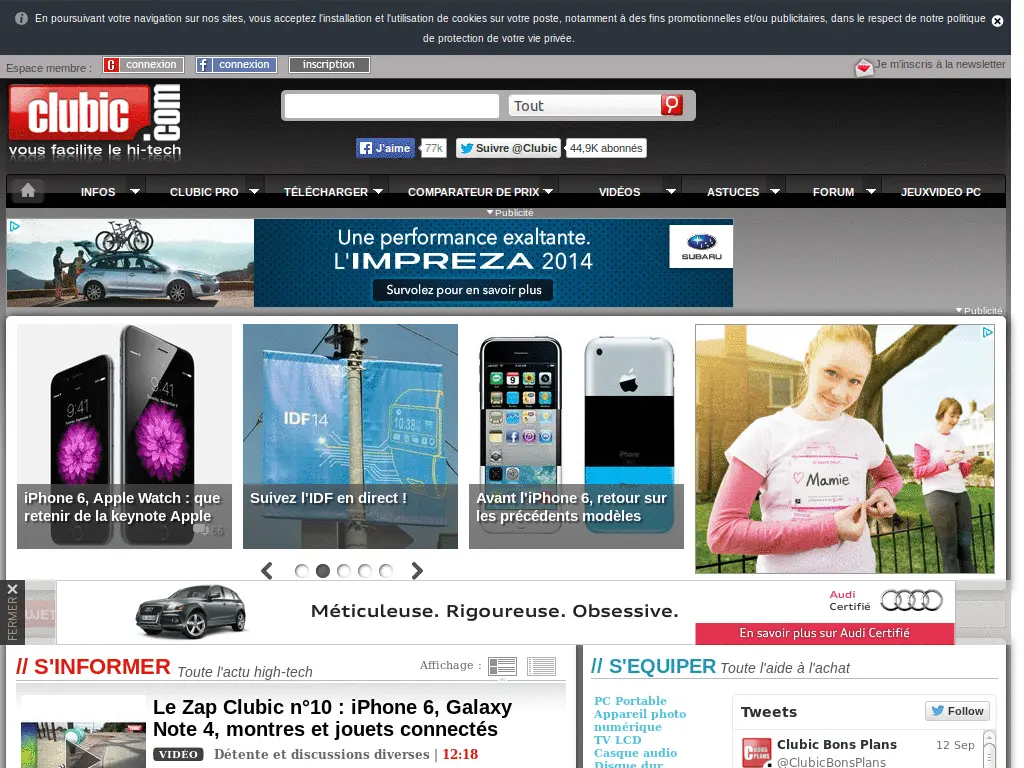 En poursuivant votre navigation sur nos sites, vous acceptez l'installation et l'utilisation de cookies sur votre poste, notamment à des fins promotionnelles et/ou publicitaires, dans le respect de notre politique
de protection de votre vie privée.
Espace membre : connexion connexion inscription Je m'inscris à la newsletter
clubic.com
vous facilite le hi-tech
Tout
J'aime 77k Suivre @Clubic 44,9K abonnés
INFOS CLUBIC PRO TÉLÉCHARGER COMPARATEUR DE PRIX VIDÉOS ASTUCES FORUM JEUXVIDEO PC
Publicité
Une performance exaltante.
L'IMPREZA 2014
Survolez pour en savoir plus
SUBARU
Publicité
9:41
9:41
IDF14
10.38
iPhone
Mamie
iPhone 6, Apple Watch : que
retenir de la keynote Apple
Suivez l'IDF en direct !
Avant l'iPhone 6, retour sur
les précédents modèles
FERMER
Méticuleuse. Rigoureuse. Obsessive.
Audi
Certifié
En savoir plus sur Audi Certifié
// S'INFORMER Toute l'actu high-tech
Affichage :
Le Zap Clubic n°10 : iPhone 6, Galaxy
Note 4, montres et jouets connectés
VIDÉO Détente et discussions diverses | 12:18
// S'EQUIPER Toute l'aide à l'achat
PC Portable
Appareil photo
numérique
TV LCD
Casque audio
Disque dur
Tweets
Follow
Clubic Bons Plans 12 Sep
@ClubicBonsPlans